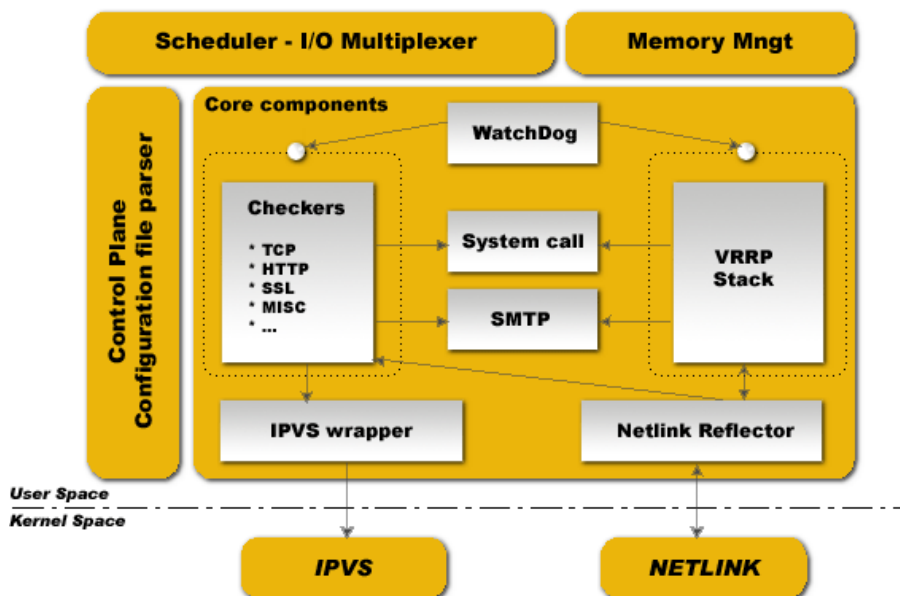 Scheduler - I/O Multiplexer
Memory Mngt
Control Plane
Configuration file parser
Core components
WatchDog
Checkers
* TCP
* HTTP
* SSL
* MISC
* ...
System call
SMTP
VRRP
Stack
IPVS wrapper
Netlink Reflector
User Space
Kernel Space
IPVS
NETLINK